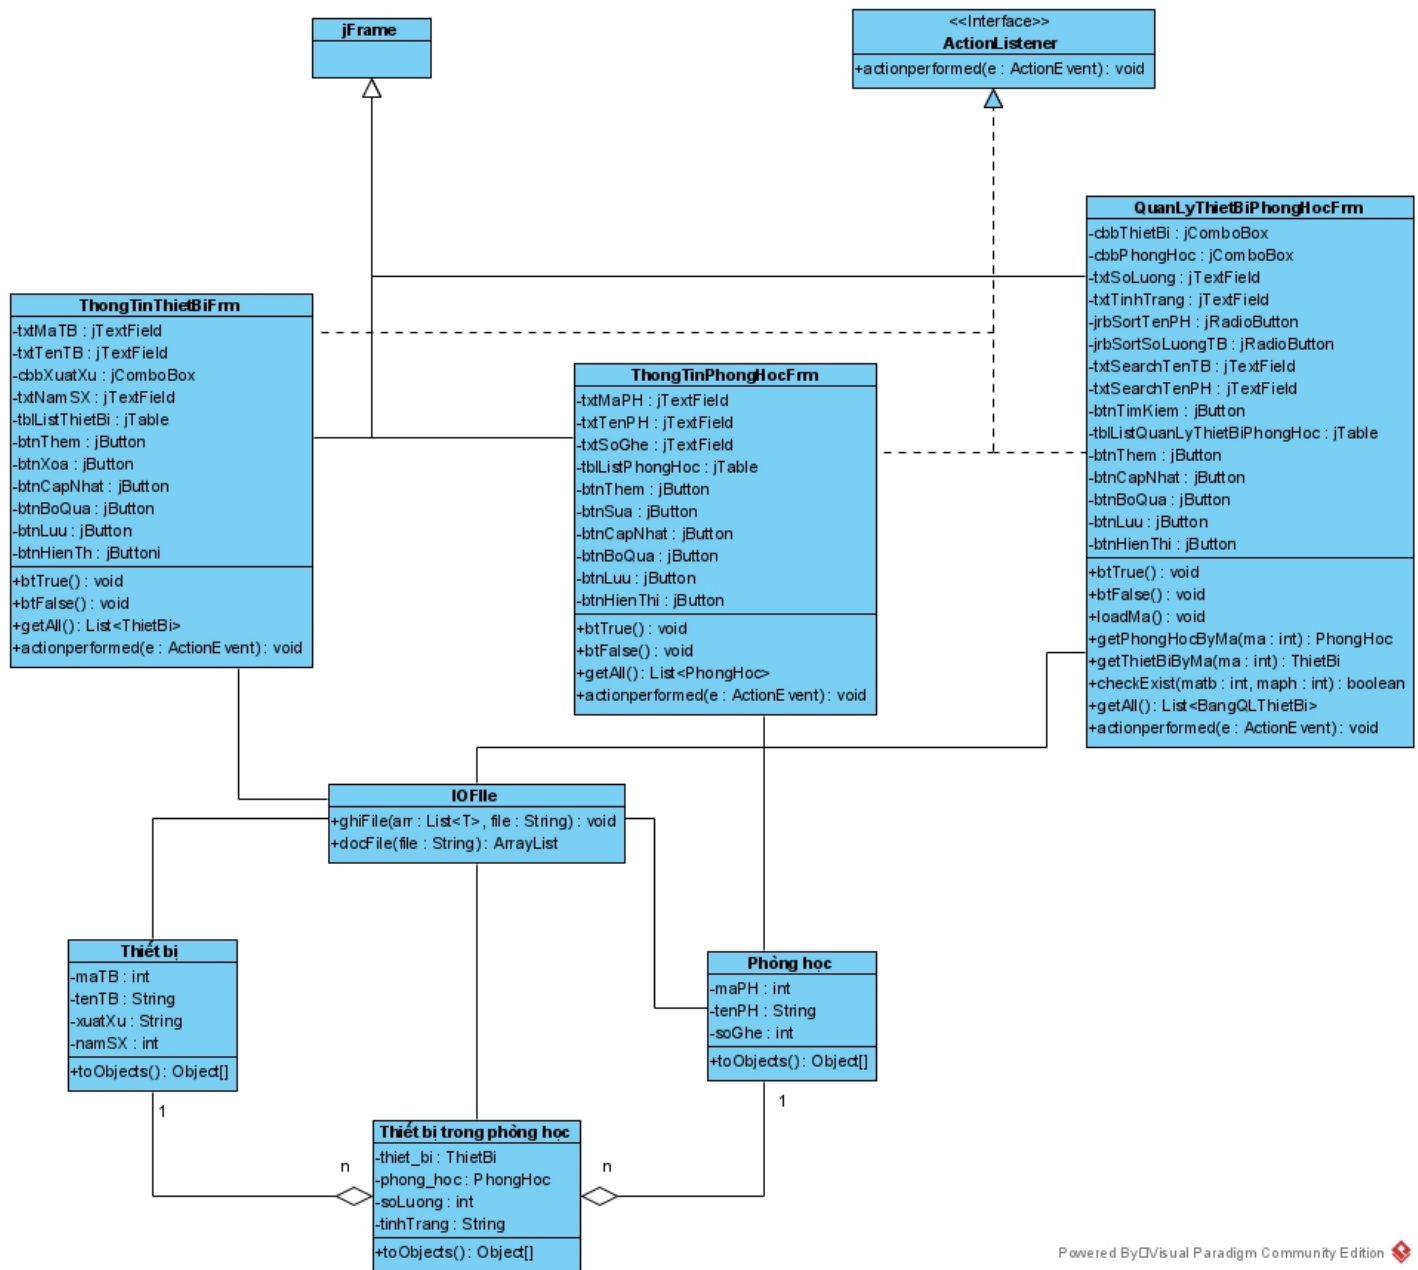 jFrame
<<Interface>>
ActionListener
+actionperformed(e : ActionEvent) : void
QuanLyThietBiPhongHocFrm
-cbbThietBi : jComboBox
-cbbPhongHoc : jComboBox
-txtSoLuong : jTextField
-txtTinhTrang : jTextField
-jrbSortTenPH : jRadioButton
-jrbSortSoLuongTB : jRadioButton
-txtSearchTenTB : jTextField
-txtSearchTenPH : jTextField
-btnTimKiem : jButton
-tblListQuanLyThietBiPhongHoc : jTable
-btnThem : jButton
-btnCapNhat : jButton
-btnBoQua : jButton
-btnLuu : jButton
-btnHienThi : jButton
+btTrue() : void
+btFalse() : void
+loadMa() : void
+getPhongHocByMa(ma : int) : PhongHoc
+getThietBiByMa(ma : int) : ThietBi
+checkExist(matb : int, maph : int) : boolean
+getAll() : List<BangQLThietBi>
+actionperformed(e : ActionEvent) : void
ThongTinThietBiFrm
-txtMaTB : jTextField
-txtTenTB : jTextField
-cbbXuatXu : jComboBox
-txtNamSX : jTextField
-tblListThietBi : jTable
-btnThem : jButton
-btnXoa : jButton
-btnCapNhat : jButton
-btnBoQua : jButton
-btnLuu : jButton
-btnHienTh : jButtoni
+btTrue() : void
+btFalse() : void
+getAll() : List<ThietBi>
+actionperformed(e : ActionEvent) : void
ThongTinPhongHocFrm
-txtMaPH : jTextField
-txtTenPH : jTextField
-txtSoGhe : jTextField
-tblListPhongHoc : jTable
-btnThem : jButton
-btnSua : jButton
-btnCapNhat : jButton
-btnBoQua : jButton
-btnLuu : jButton
-btnHienThi : jButton
+btTrue() : void
+btFalse() : void
+getAll() : List<PhongHoc>
+actionperformed(e : ActionEvent) : void
IOFIle
+ghiFile(arr : List<T>, file : String) : void
+docFile(file : String) : ArrayList
Thiết bị
-maTB : int
-tenTB : String
-xuatXu : String
-namSX : int
+toObjects() : Object[]
Phòng học
-maPH : int
-tenPH : String
-soGhe : int
+toObjects() : Object[]
1
1
Thiết bị trong phòng học
-thiet_bi : ThietBi
-phong_hoc : PhongHoc
-soLuong : int
-tinhTrang : String
+toObjects() : Object[]
n
n
Powered By□Visual Paradigm Community Edition